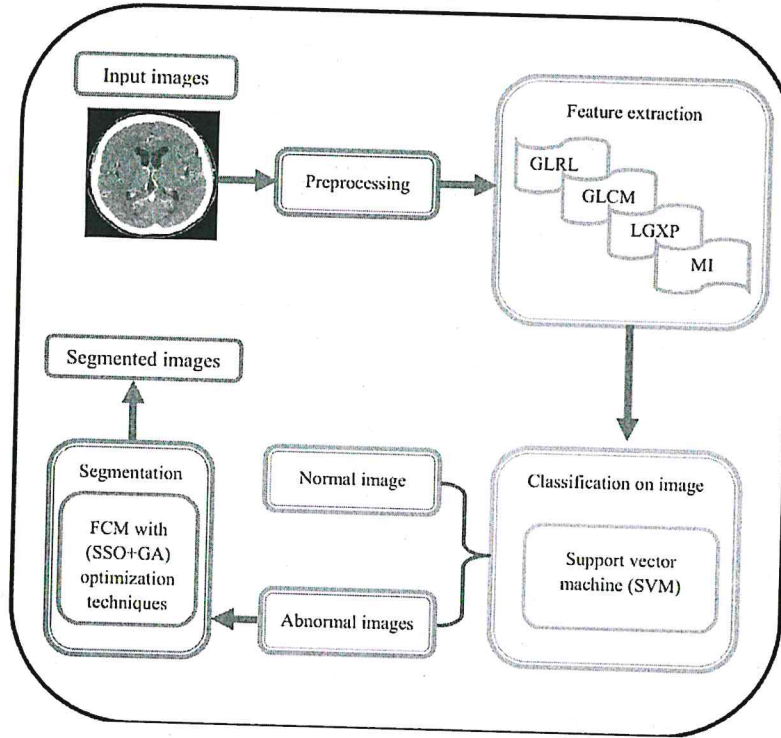 Input images
Preprocessing
Feature extraction
GLRL
GLCM
LGXP
MI
Segmented images
Segmentation
FCM with
(SSO+GA)
optimization
techniques
Normal image
Abnormal images
Classification on image
Support vector
machine (SVM)